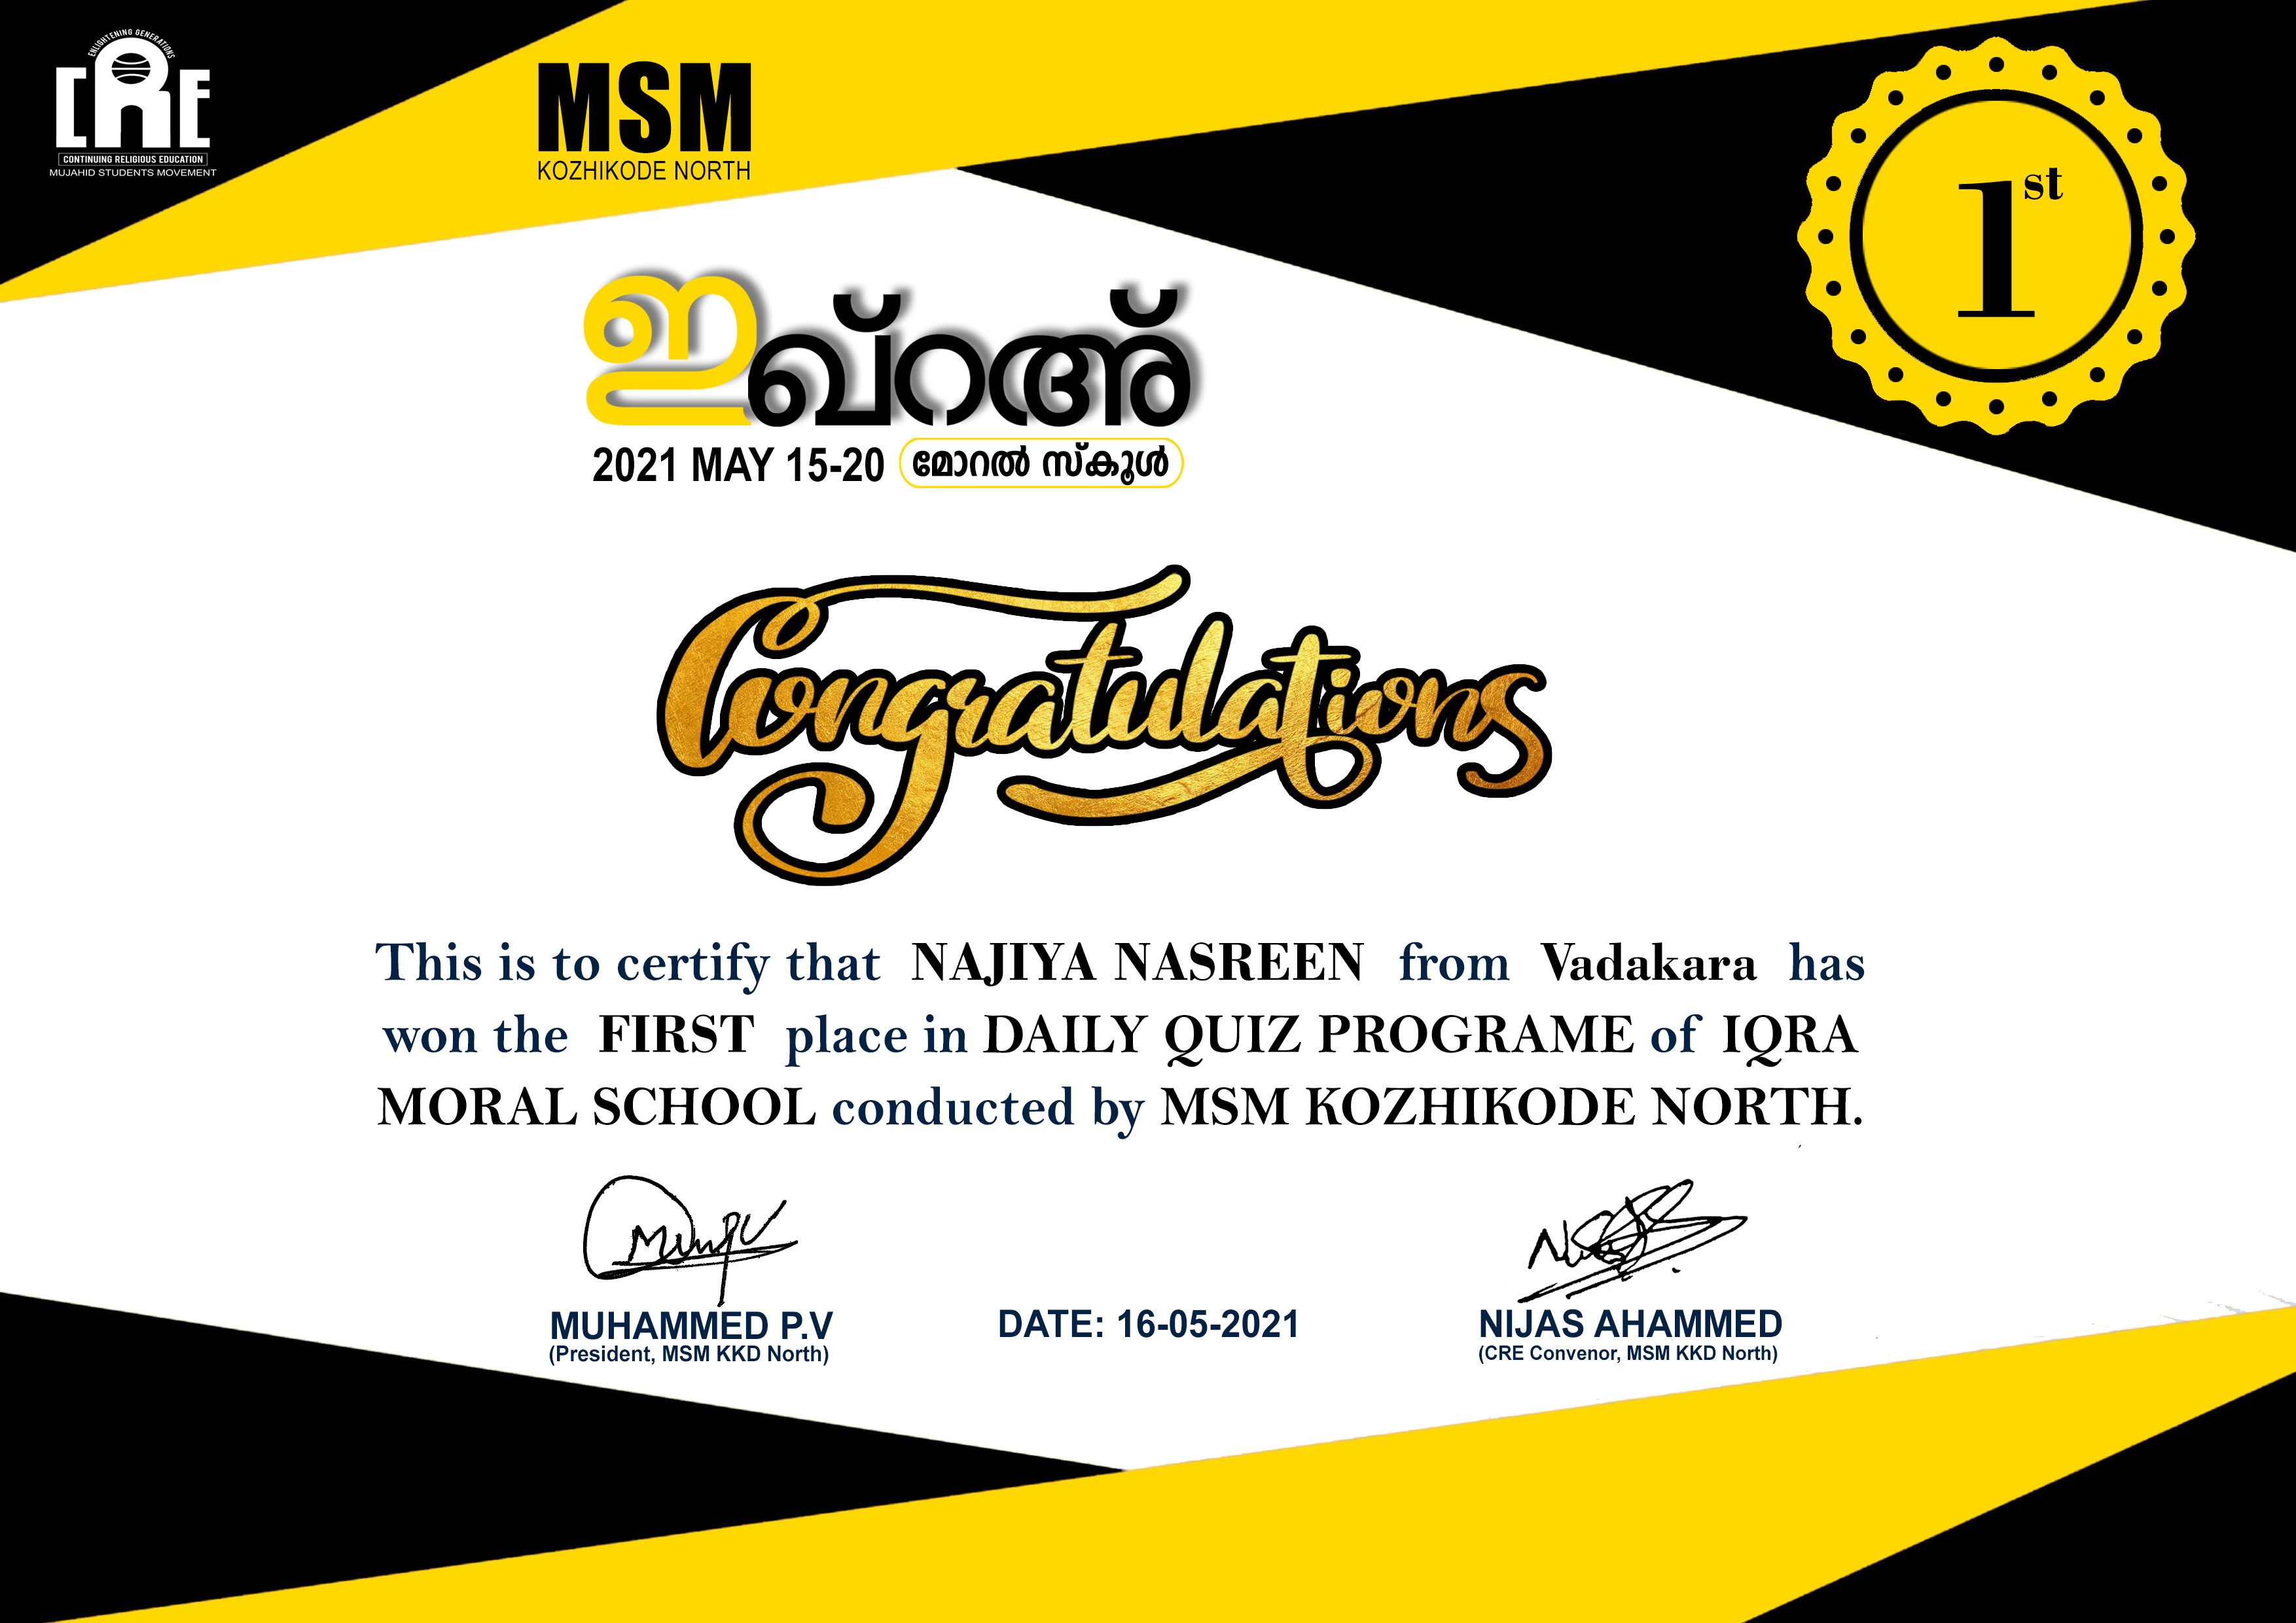 ENLIGHTENING GENERATIONS
CRE
CONTINUING RELIGIOUS EDUCATION
MUJAHID STUDENTS MOVEMENT
MSM
KOZHIKODE NORTH
1st
ഇഖ്റഅ്
2021 MAY 15-20 മോറൽ സ്കൂൾ
Congratulations
This is to certify that NAJIYA NASREEN from Vadakara has
won the FIRST place in DAILY QUIZ PROGRAME of IQRA
MORAL SCHOOL conducted by MSM KOZHIKODE NORTH.
MUHAMMED P.V
(President, MSM KKD North)
DATE: 16-05-2021
NIJAS AHAMMED
(CRE Convenor, MSM KKD North)